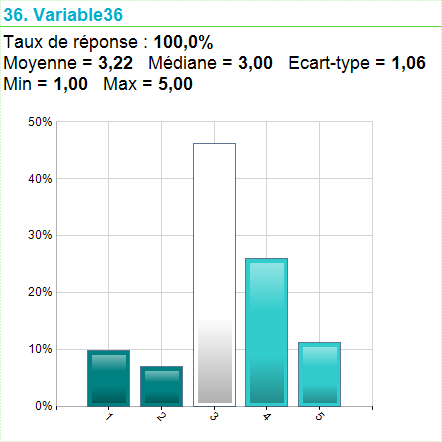 36. Variable36
Taux de réponse : 100,0%
Moyenne = 3,22 Médiane = 3,00 Ecart-type = 1,06
Min = 1,00 Max = 5,00
50%
40%
30%
20%
10%
0%
1 2 3 4 5